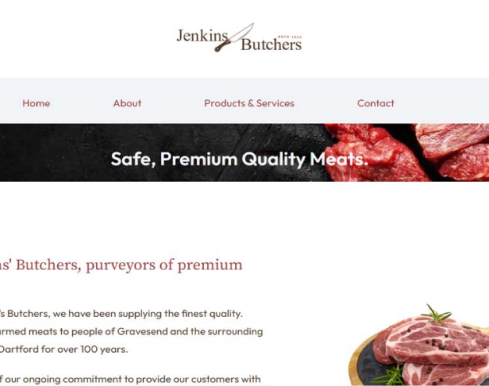 Jenkins Butchers
Home About Products & Services Contact
Safe, Premium Quality Meats.
s' Butchers, purveyors of premium
's Butchers, we have been supplying the finest quality.
armed meats to people of Gravesend and the surrounding
Dartford for over 100 years.
f our ongoing commitment to provide our customers with